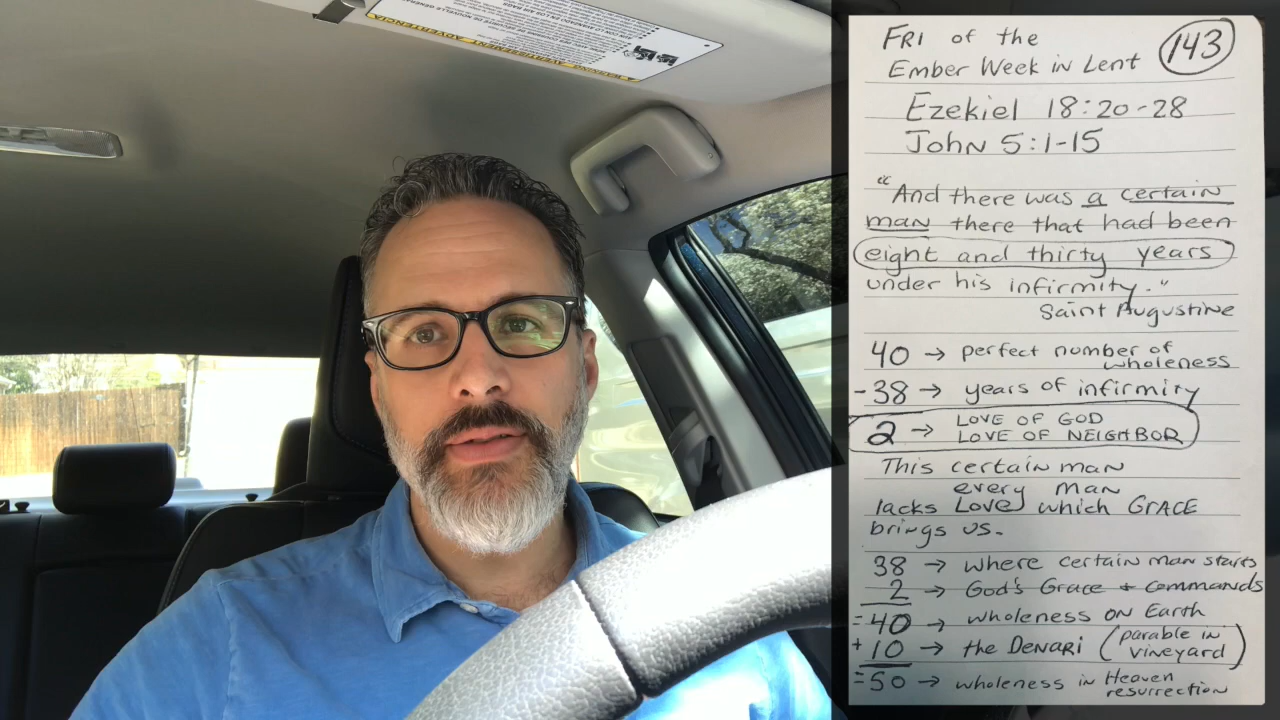 WARNING AVERTISSEMENT ADVERTENCIA
FRI of the
143
Ember Week in Lent
Ezekiel 18:20-28
John 5:1-15
"And there was a certain
man there that had been
eight and thirty years
under his infirmity."
Saint Augustine
40 → perfect number of
wholeness
-38 → years of infirmity
2 → LOVE OF GOD
LOVE OF NEIGHBOR
This certain man
every man
lacks Love which GRACE
brings us.
38 → where certain man starts
2 → God's Grace + commands
=40 → wholeness on Earth
+10 → the Denari (parable in
vineyard)
=50 → wholeness in Heaven
resurrection